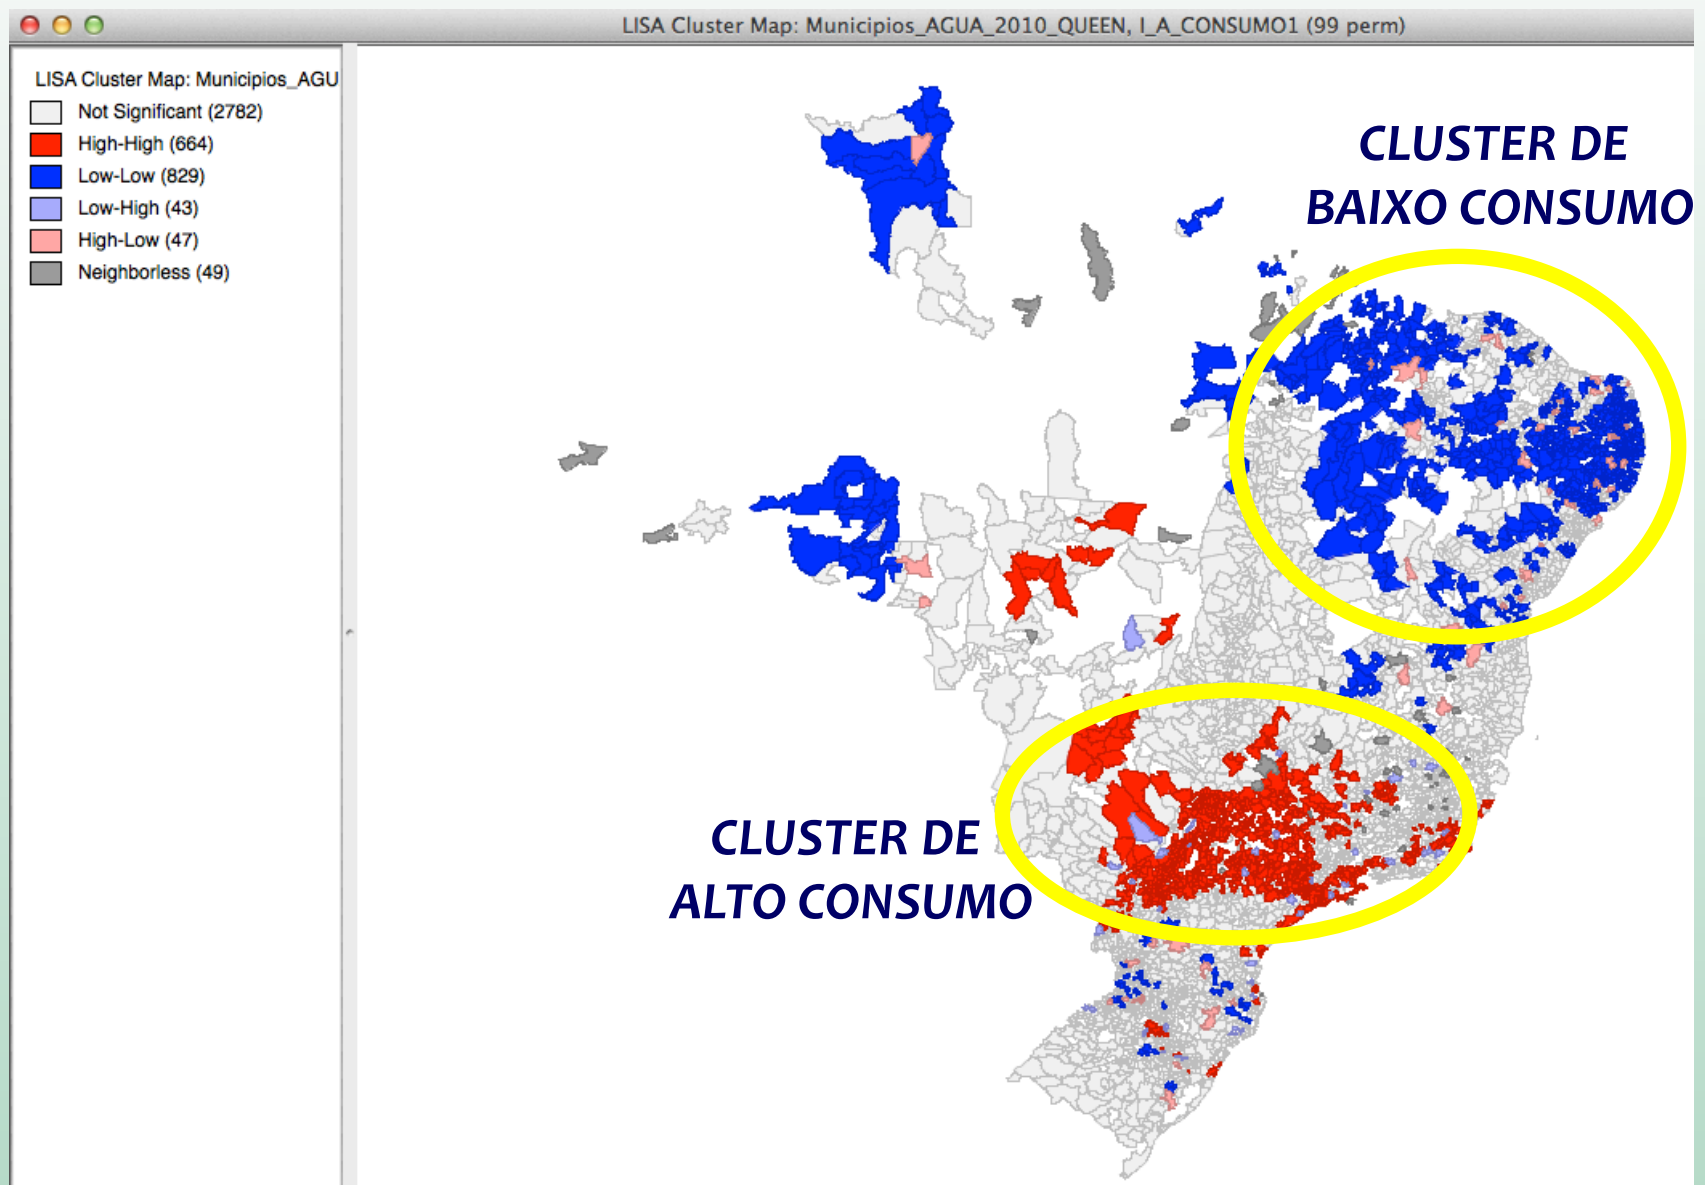 LISA Cluster Map: Municipios_AGUA_2010_QUEEN, I_A_CONSUMO1 (99 perm)
LISA Cluster Map: Municipios_AGU
Not Significant (2782)
High-High (664)
Low-Low (829)
Low-High (43)
High-Low (47)
Neighborless (49)
CLUSTER DE
BAIXO CONSUMO
CLUSTER DE
ALTO CONSUMO